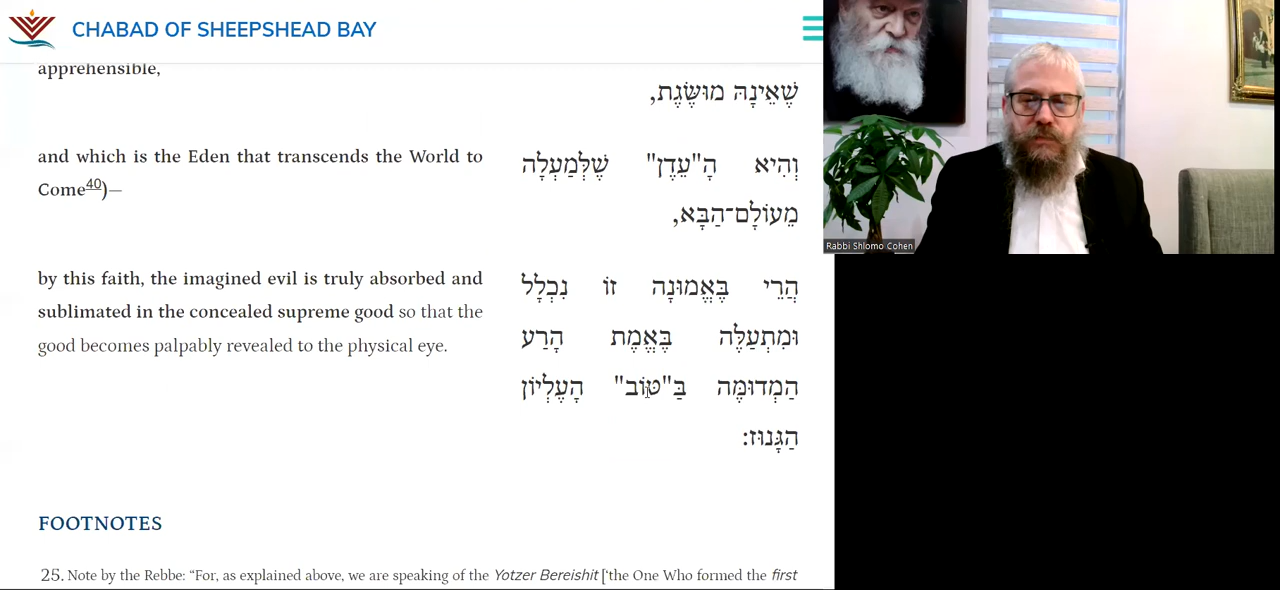 CHABAD OF SHEEPSHEAD BAY
apprehensible,
שֶׁאֵינָהּ מוּשֶּׂגֶת,
and which is the Eden that transcends the World to
Come40)—
וְהִיא הָ"עֵדֶן" שֶׁלְּמַעְלָה
מֵעוֹלָם־הַבָּא,
by this faith, the imagined evil is truly absorbed and
sublimated in the concealed supreme good so that the
good becomes palpably revealed to the physical eye.
הֲרֵי בֶּאֱמוּנָה זוֹ נִכְלָל
וּמִתְעַלֶּה בֶּאֱמֶת הָרַע
הַמְדוּמֶּה בַּ"טּוֹב" הָעֶלְיוֹן
הַגָּנוּז:
FOOTNOTES
25. Note by the Rebbe: “For, as explained above, we are speaking of the Yotzer Bereishit [‘the One Who formed the first
Rabbi Shlomo Cohen